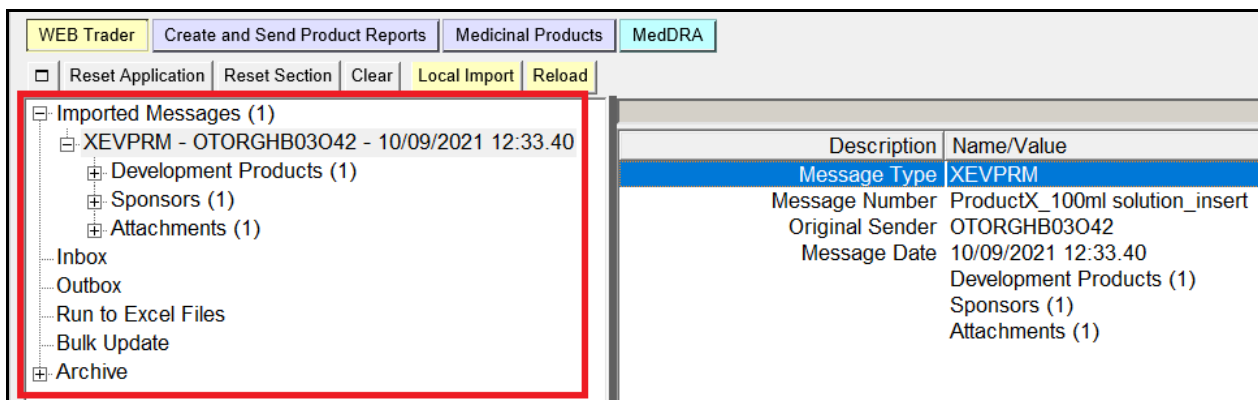 WEB Trader Create and Send Product Reports Medicinal Products MedDRA
Reset Application Reset Section Clear Local Import Reload
Imported Messages (1)
XEVPRM - OTORGHB03O42 - 10/09/2021 12:33.40
Development Products (1)
Sponsors (1)
Attachments (1)
Inbox
Outbox
Run to Excel Files
Bulk Update
Archive
Description Name/Value
Message Type XEVPRM
Message Number ProductX_100ml solution_insert
Original Sender OTORGHB03O42
Message Date 10/09/2021 12:33.40
Development Products (1)
Sponsors (1)
Attachments (1)